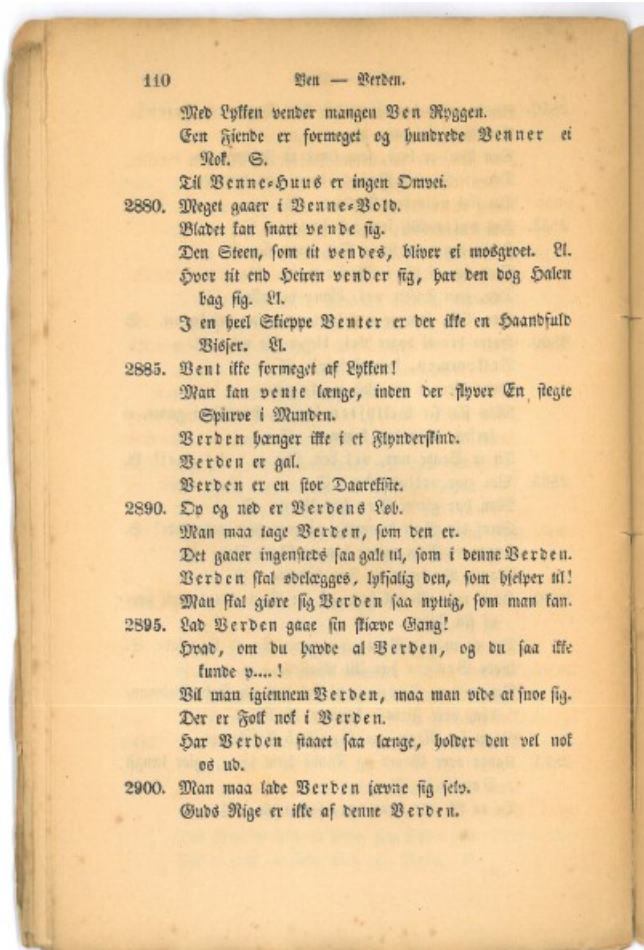 110 Ven — Verden.
Med Lykken vender mangen Ven Ryggen.
Een Fiende er formeget og hundrede Venner ei
Nok. S.
Til Venne-Huus er ingen Omvei.
2880. Meget gaaer i Venne-Vold.
Bladet kan snart vende sig.
Den Steen, som tit vendes, bliver ei mosgroet. Ll.
Hvor tit end Heiren vender sig, har den dog Halen
bag sig. Ll.
I en heel Skieppe Venter er der ikke en Haandfuld
Visser. Ll.
2885. Vent ikke formeget af Lykken!
Man kan vente længe, inden der flyver En stegte
Spurve i Munden.
Verden hænger ikke i et Flynderskind.
Verden er gal.
Verden er en stor Daarekiste.
2890. Op og ned er Verdens Løb.
Man maa tage Verden, som den er.
Det gaaer ingensteds saa galt til, som i denne Verden.
Verden skal ødelægges, lyksalig den, som hjelper til!
Man skal giøre sig Verden saa nyttig, som man kan.
2895. Lad Verden gaae sin skiæve Gang!
Hvad, om du havde al Verden, og du saa ikke
kunde p....!
Vil man igiennem Verden, maa man vide at snoe sig.
Der er Folk nok i Verden.
Har Verden staaet saa længe, holder den vel nok
os ud.
2900. Man maa lade Verden jævne sig selv.
Guds Rige er ikke af denne Verden.